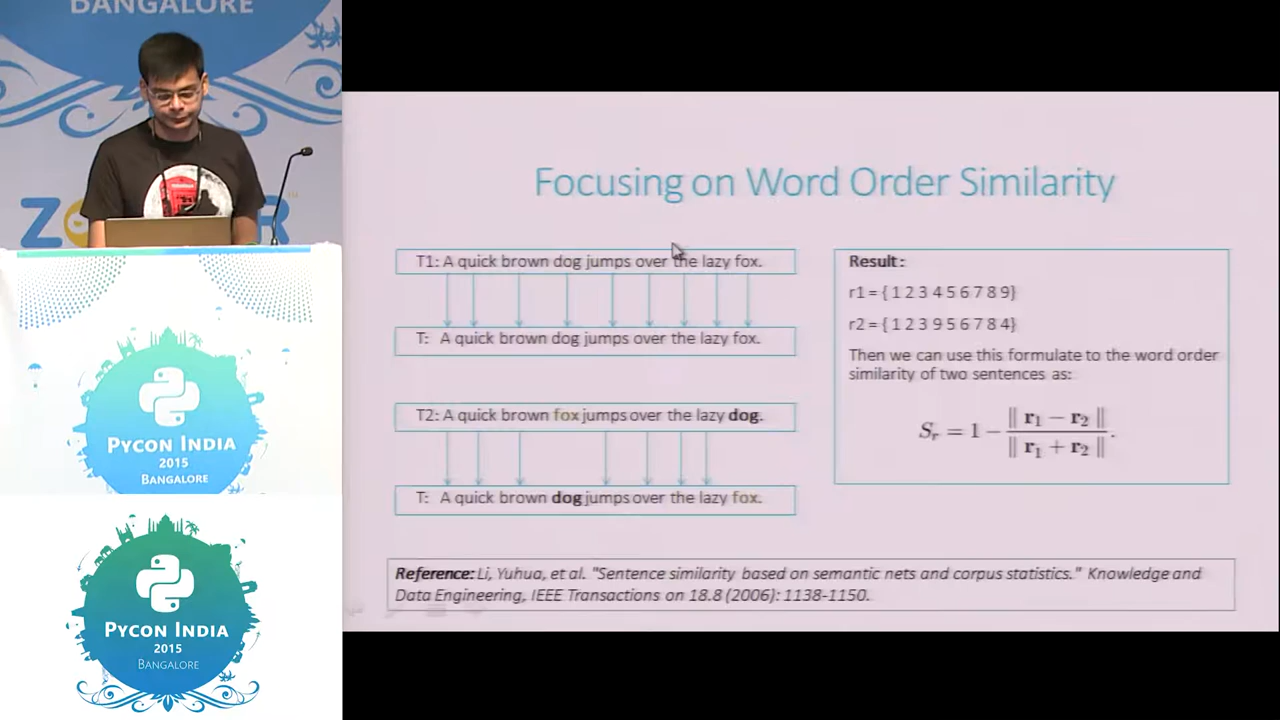 BANGALORE
Focusing on Word Order Similarity
T1: A quick brown dog jumps over the lazy fox.
T: A quick brown dog jumps over the lazy fox.
T2: A quick brown fox jumps over the lazy dog.
T: A quick brown dog jumps over the lazy fox.
Result:
r1 = { 1 2 3 4 5 6 7 8 9}
r2 = { 1 2 3 9 5 6 7 8 4}
Then we can use this formulate to the word order
similarity of two sentences as:
Sᵣ = 1 − ‖ r₁ − r₂ ‖ / ‖ r₁ + r₂ ‖.
Reference: Li, Yuhua, et al. "Sentence similarity based on semantic nets and corpus statistics." Knowledge and
Data Engineering, IEEE Transactions on 18.8 (2006): 1138-1150.
PYCON INDIA
2015
BANGALORE
PYCON INDIA
2015
BANGALORE